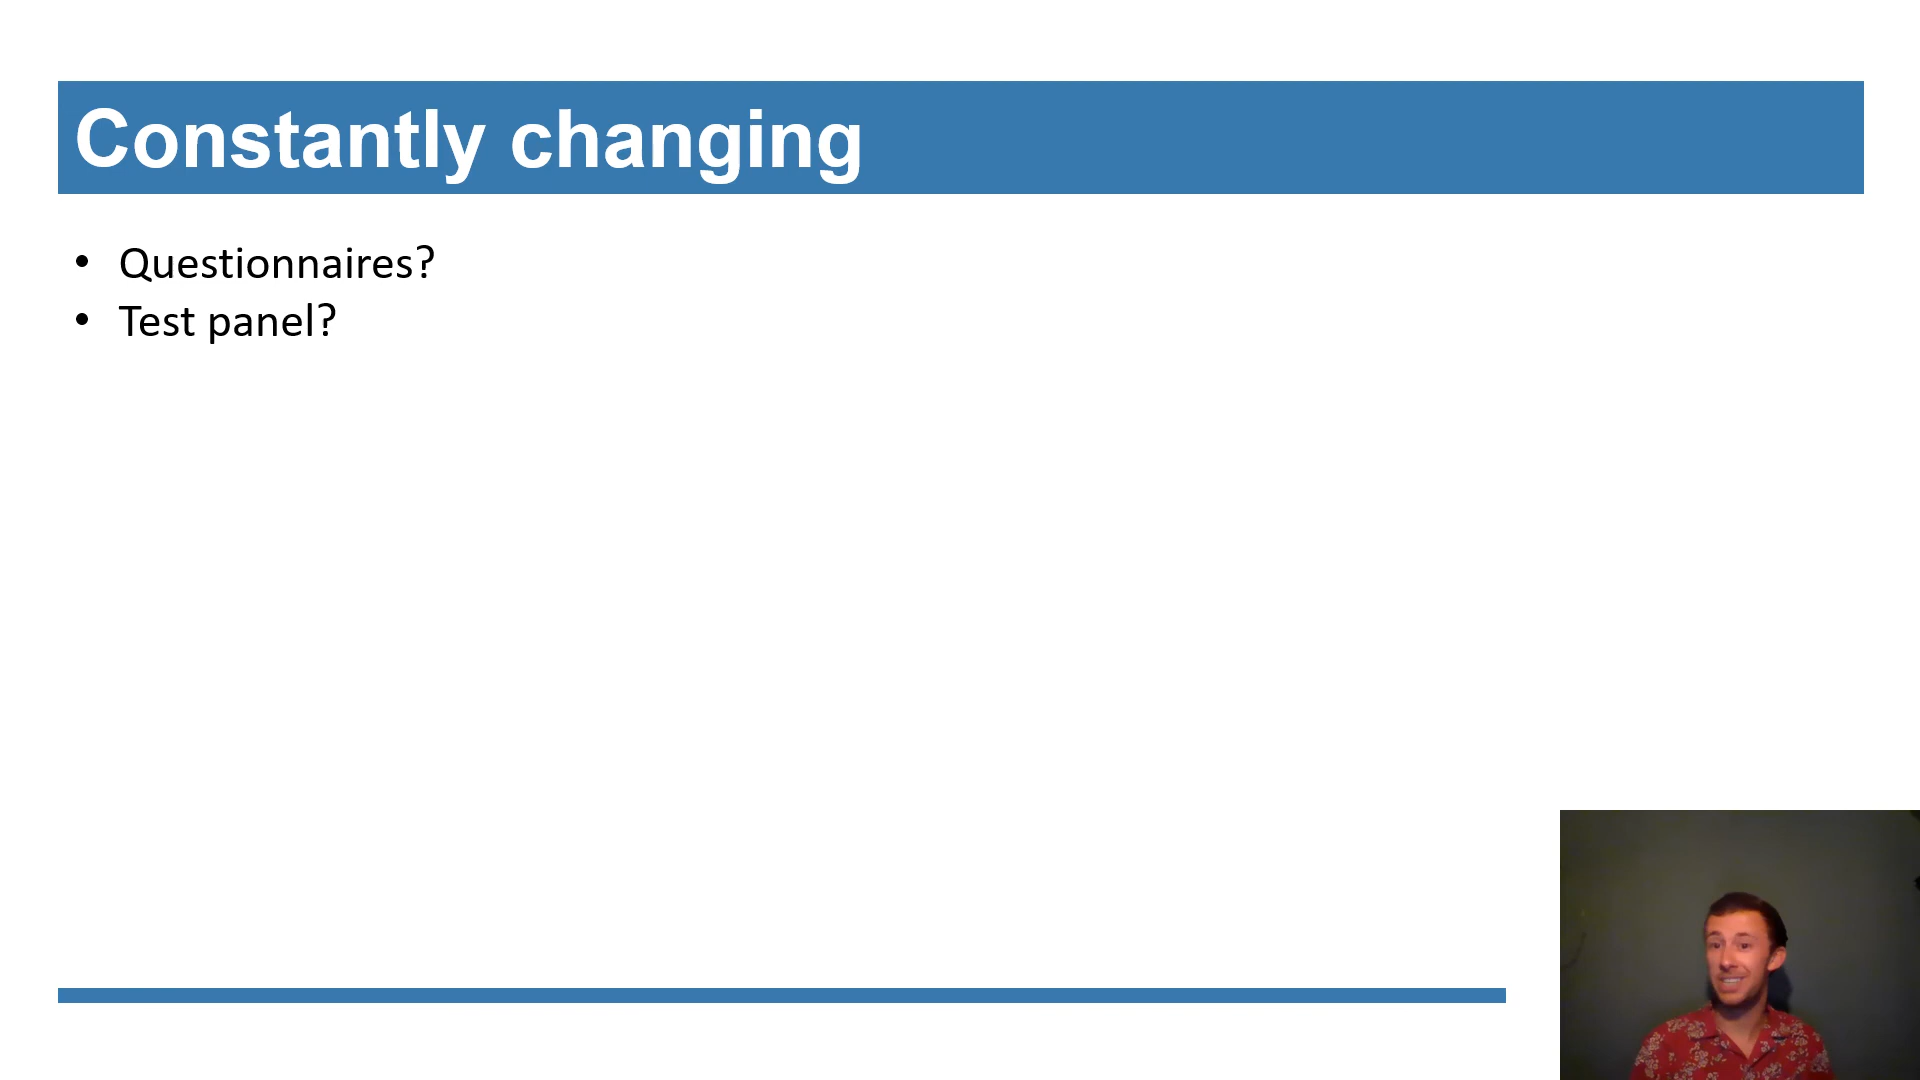 Constantly changing
• Questionnaires?
• Test panel?